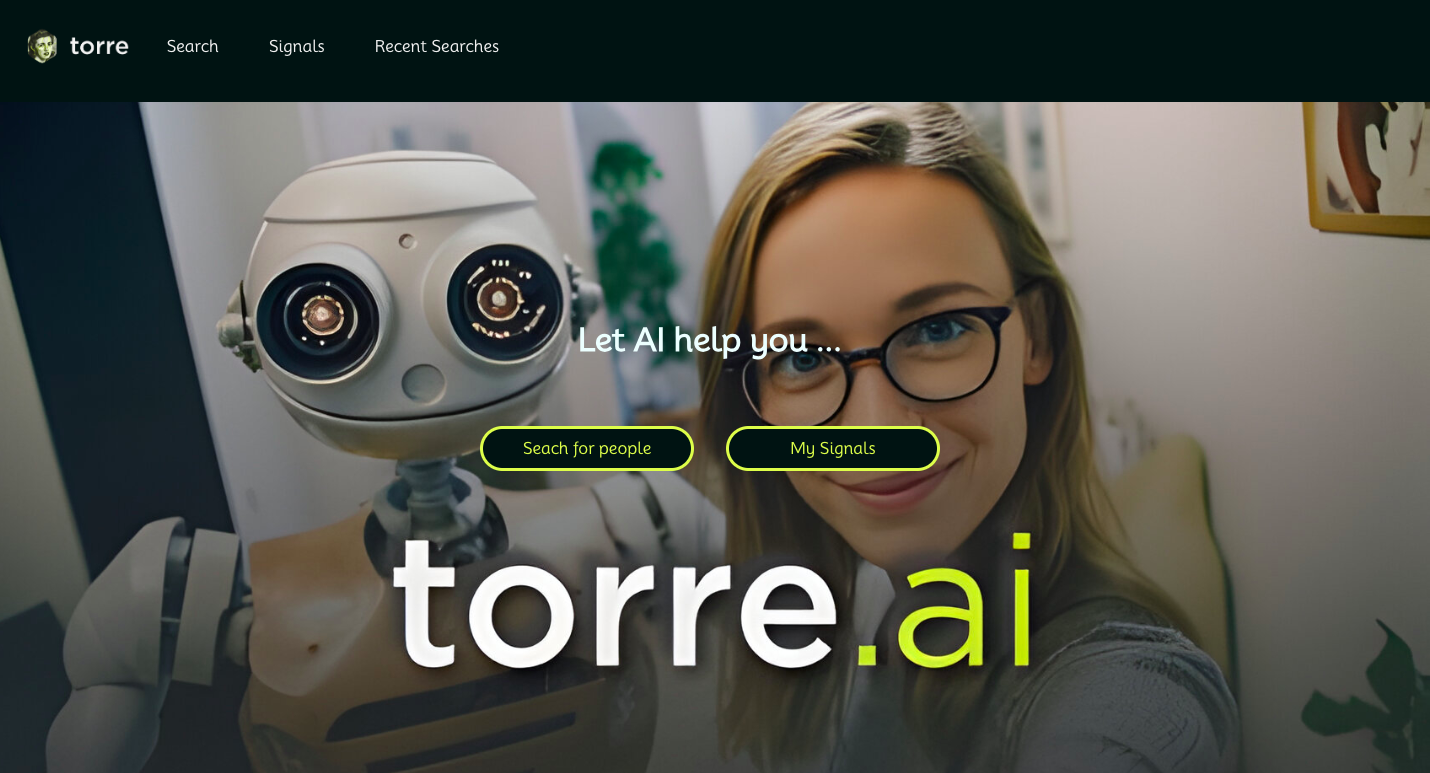 torre Search Signals Recent Searches
Let AI help you ...
Seach for people My Signals
torre.ai